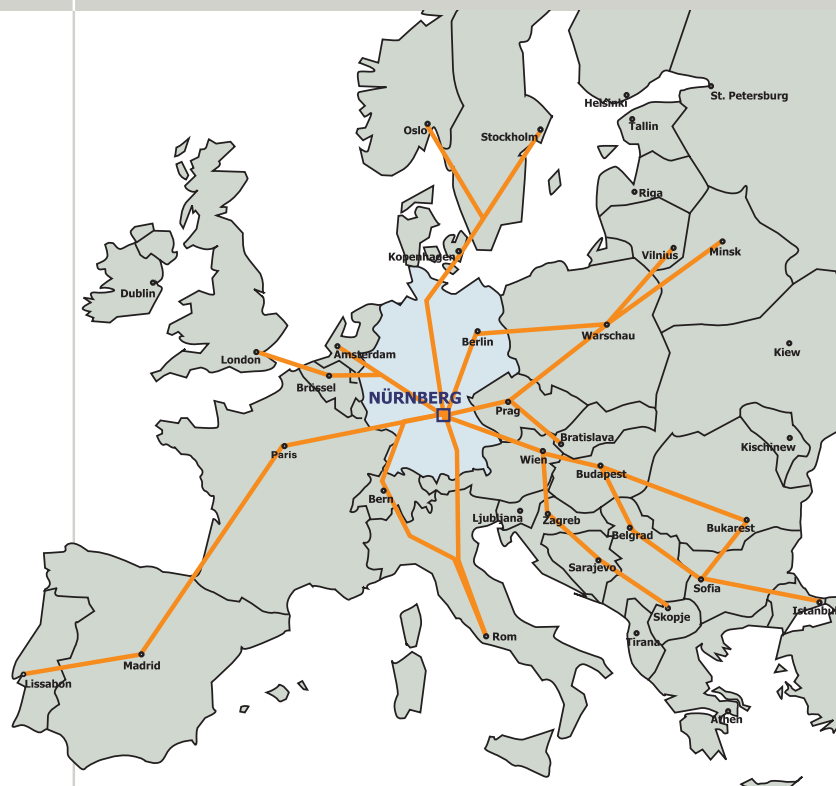 Helsinki
St. Petersburg
Oslo
Stockholm
Tallin
Riga
Kopenhagen
Vilnius
Minsk
Dublin
London
Amsterdam
Berlin
Warschau
Kiew
Brüssel
NÜRNBERG
Prag
Paris
Bratislava
Kischinew
Wien
Budapest
Bern
Ljubljana
Zagreb
Belgrad
Bukarest
Sarajevo
Sofia
Istanbul
Skopje
Rom
Tirana
Madrid
Lissabon
Athen